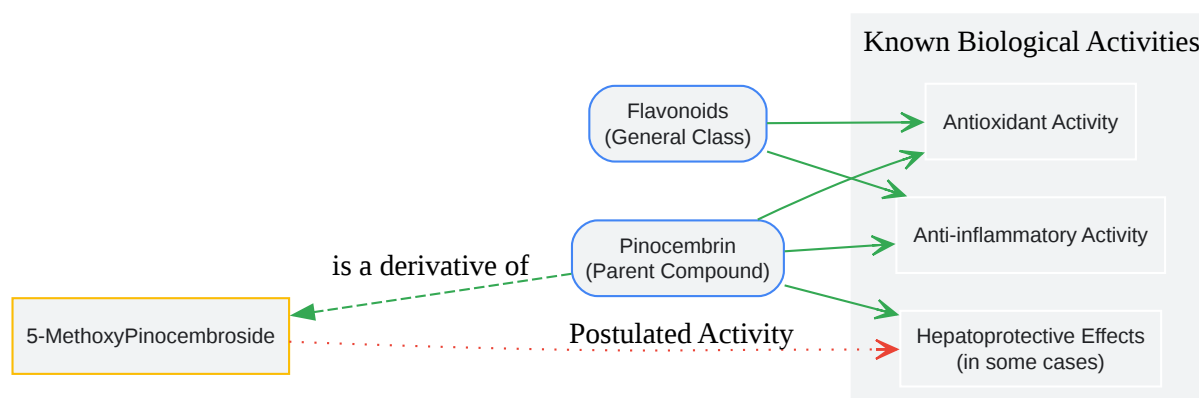 Known Biological Activities
Flavonoids
(General Class)
Antioxidant Activity
Pinocembrin
(Parent Compound)
Anti-inflammatory Activity
is a derivative of
5-MethoxyPinocembroside
Postulated Activity
Hepatoprotective Effects
(in some cases)